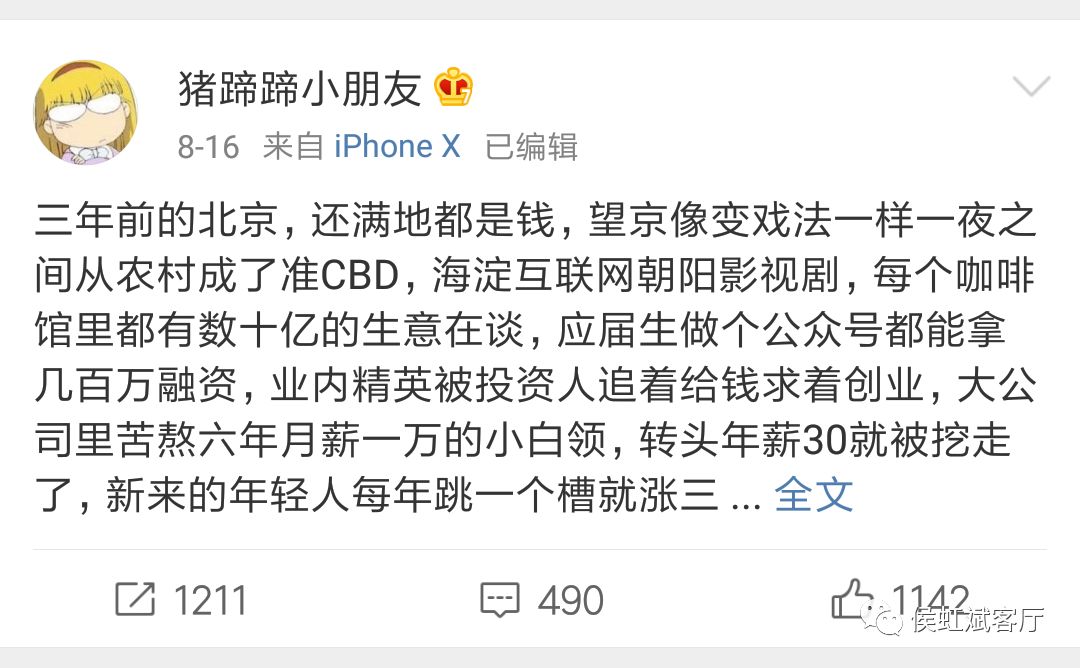 猪蹄蹄小朋友
8-16 来自 iPhone X 已编辑
三年前的北京，还满地都是钱，望京像变戏法一样一夜之
间从农村成了准CBD，海淀互联网朝阳影视剧，每个咖啡
馆里都有数十亿的生意在谈，应届生做个公众号都能拿
几百万融资，业内精英被投资人追着给钱求着创业，大公
司里苦熬六年月薪一万的小白领，转头年薪30就被挖走
了，新来的年轻人每年跳一个槽就涨三 ... 全文
1211 490 1142
侯虹斌客厅